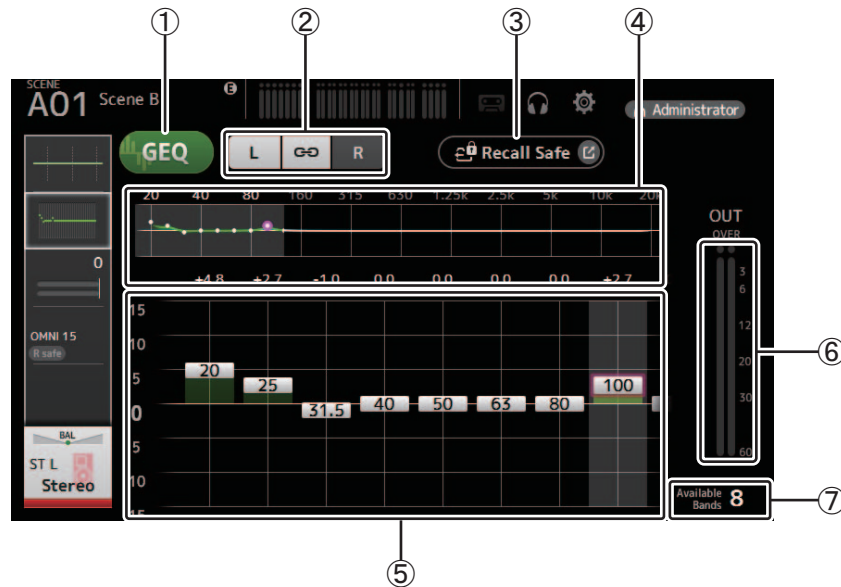 ① ② ③ ④
SCENE
A01 Scene B
E
Administrator
GEQ
L R
Recall Safe
20 40 80 160 315 630 1.25k 2.5k 5k 10k 20k
+4.8 +2.7 -1.0 0.0 0.0 0.0 0.0 +2.7
0
OMNI 15
R safe
BAL
ST L
Stereo
15
10
5
0
5
10
15
20 25 31.5 40 50 63 80 100
OUT
OVER
3
6
12
20
30
60
⑥
Available
Bands 8
⑦
⑤